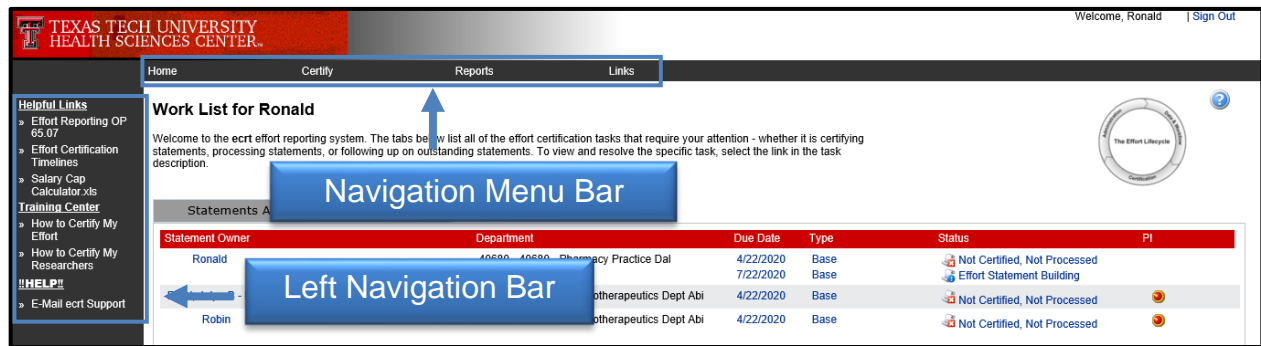 TEXAS TECH UNIVERSITY
HEALTH SCIENCES CENTER™
Welcome, Ronald | Sign Out
Home Certify Reports Links
Helpful Links
» Effort Reporting OP
65.07
» Effort Certification
Timelines
» Salary Cap
Calculator.xls
Training Center
» How to Certify My
Effort
» How to Certify My
Researchers
!!HELP!!
» E-Mail ecrt Support
Work List for Ronald
Welcome to the ecrt effort reporting system. The tabs below list all of the effort certification tasks that require your attention - whether it is certifying
statements, processing statements, or following up on outstanding statements. To view and resolve the specific task, select the link in the task
description.
The Effort Lifecycle
Certification
Navigation Menu Bar
Statements
Statement Owner Department Due Date Type Status PI
Ronald Pharmacy Practice Dal 4/22/2020 Base Not Certified, Not Processed
7/22/2020 Base Effort Statement Building
Left Navigation Bar
otherapeutics Dept Abi 4/22/2020 Base Not Certified, Not Processed
Robin otherapeutics Dept Abi 4/22/2020 Base Not Certified, Not Processed